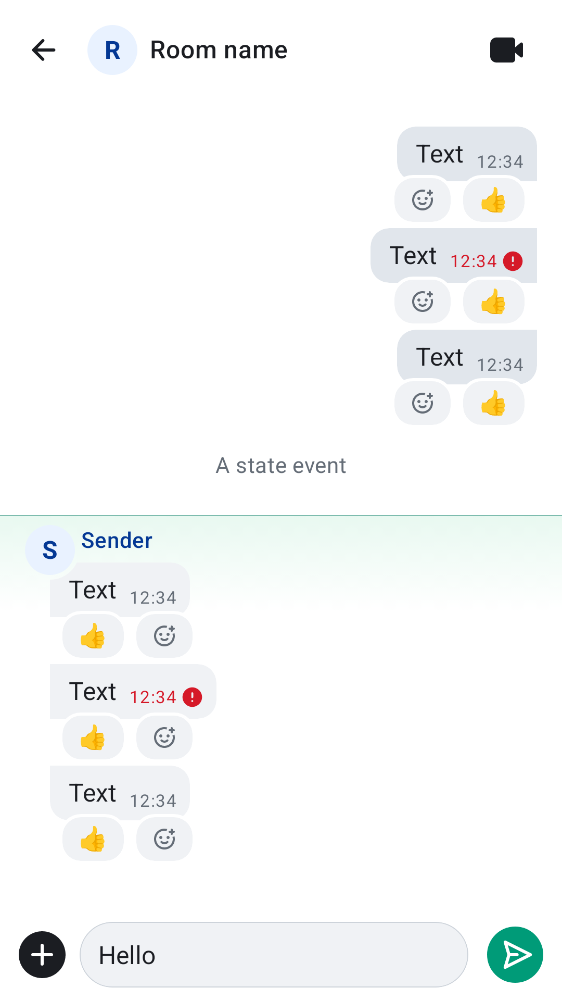 R Room name
Text 12:34
👍
Text 12:34
👍
Text 12:34
👍
A state event
S Sender
Text 12:34
👍
Text 12:34
👍
Text 12:34
👍
Hello